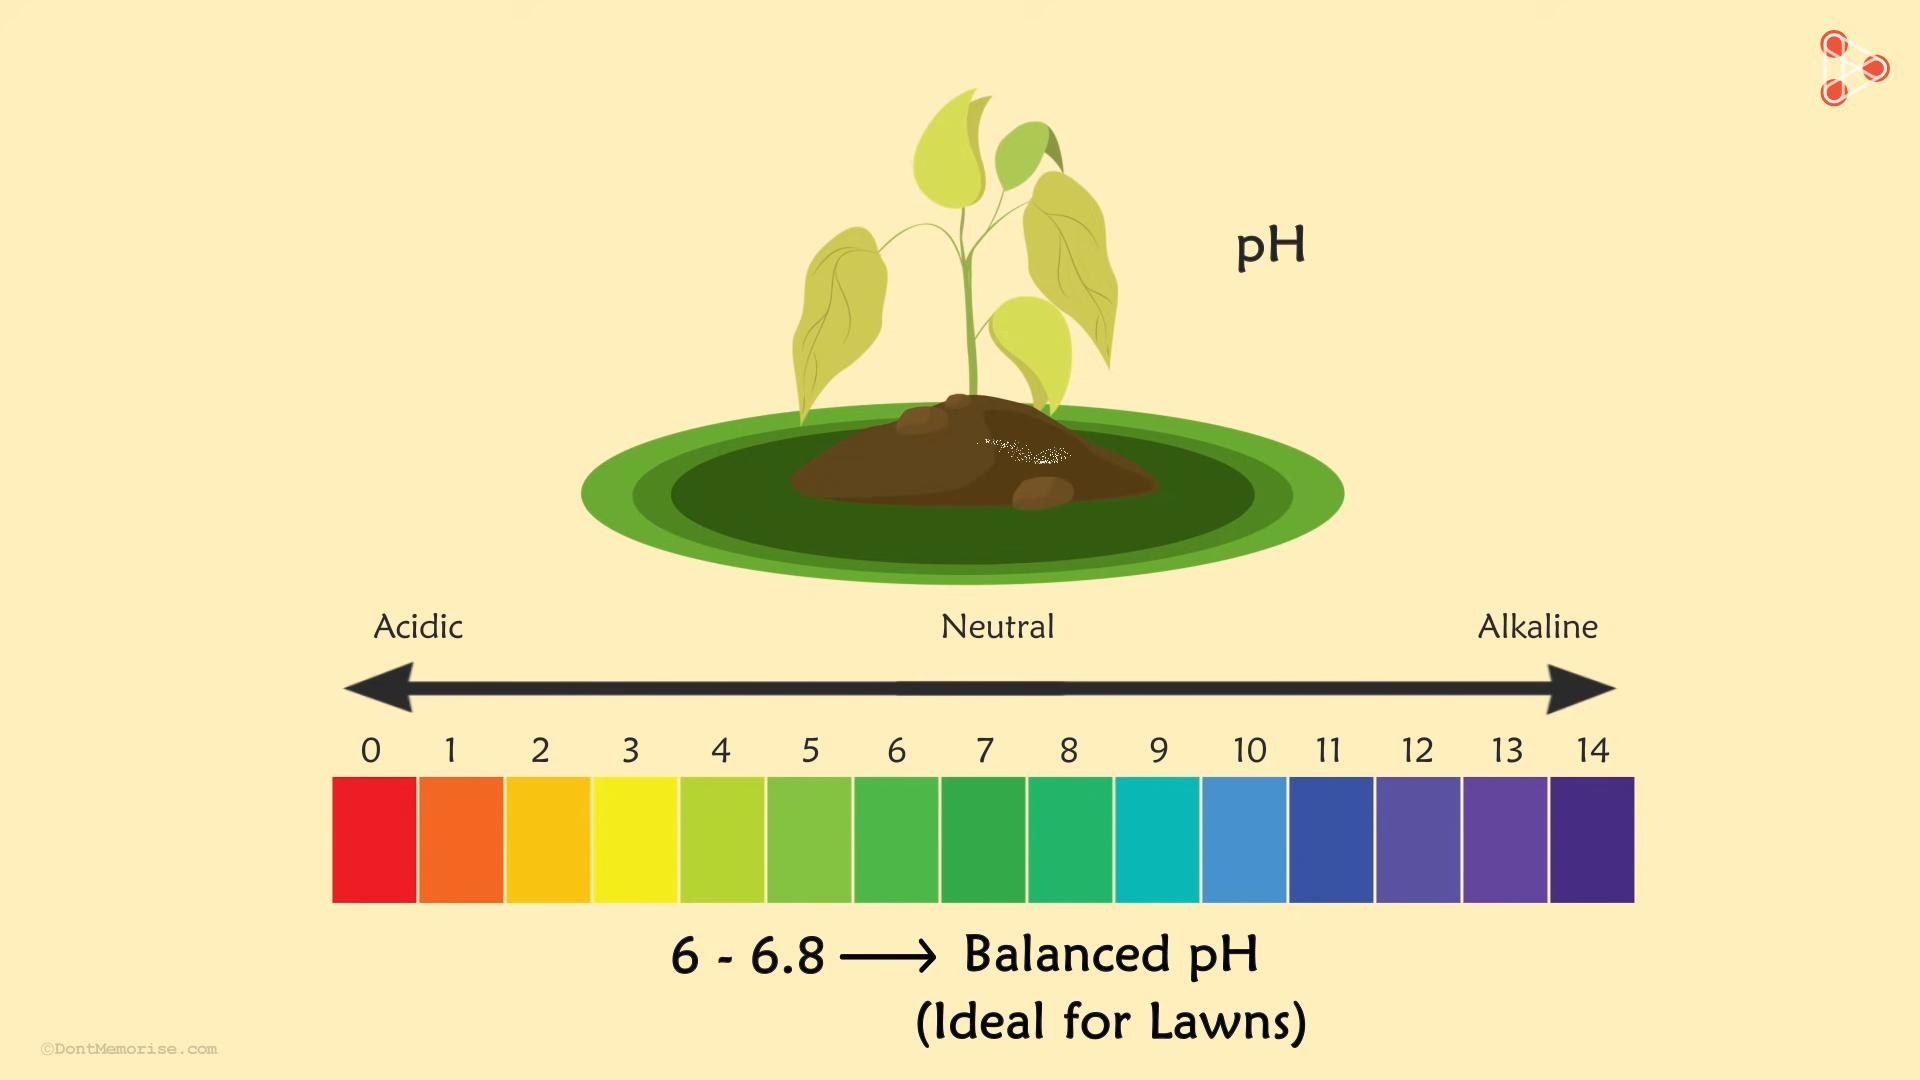 pH
Acidic Neutral Alkaline
0 1 2 3 4 5 6 7 8 9 10 11 12 13 14
6 - 6.8 → Balanced pH
(Ideal for Lawns)
©DontMemorise.com